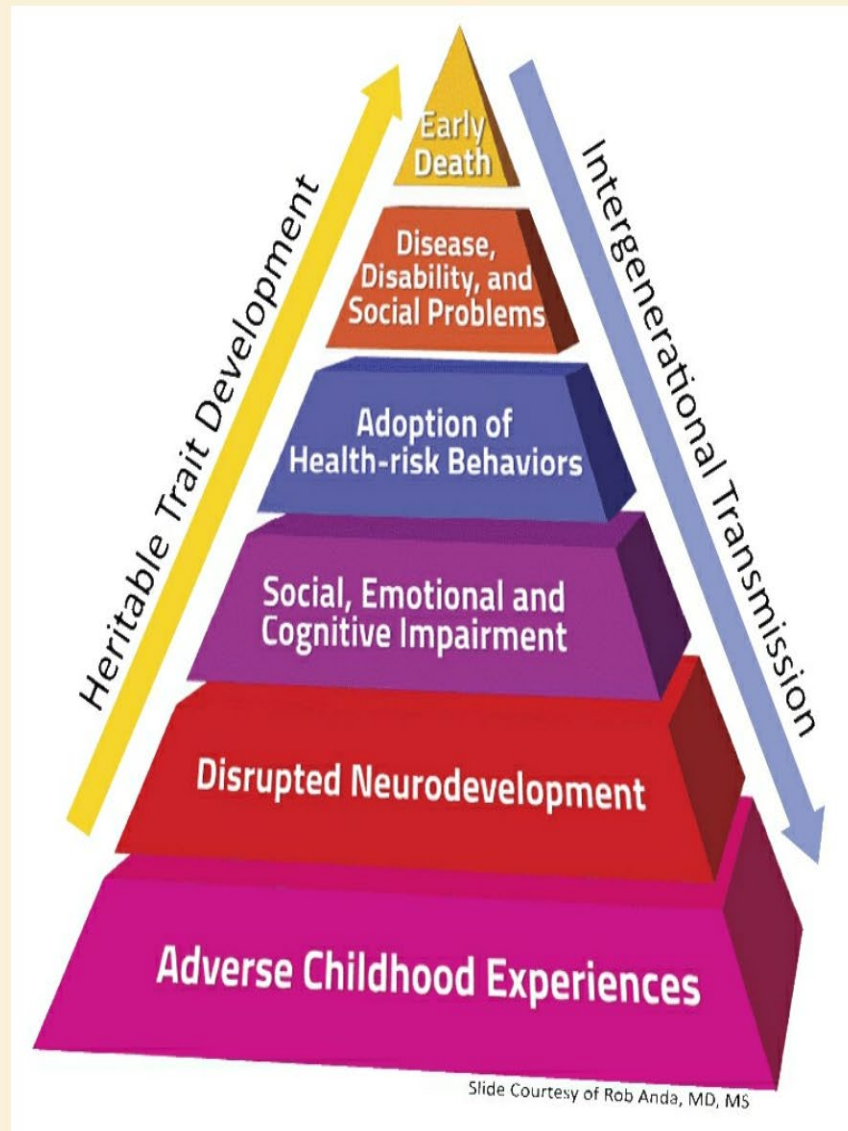 Early
Death
Disease,
Disability, and
Social Problems
Adoption of
Health-risk Behaviors
Social, Emotional and
Cognitive Impairment
Disrupted Neurodevelopment
Adverse Childhood Experiences
Heritable Trait Development
Intergenerational Transmission
Slide Courtesy of Rob Anda, MD, MS